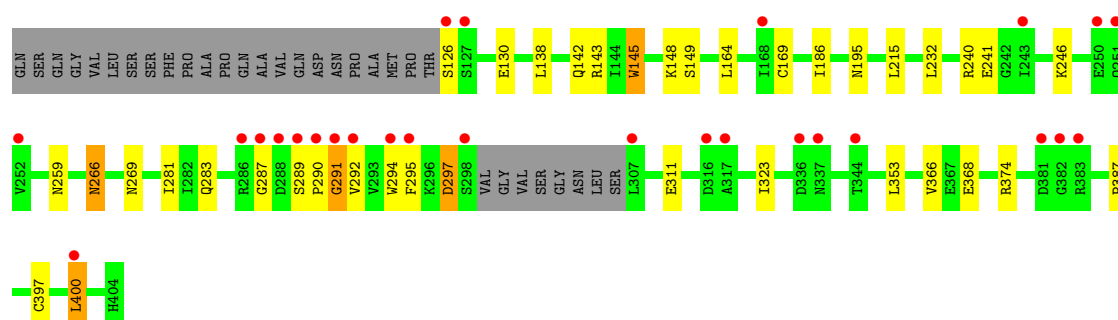 GLN SER GLN GLY VAL LEU SER SER PHE PRO ALA PRO GLN ALA VAL GLN ASP ASN PRO ALA MET PRO THR S126 S127 E130 L138 Q142 R143 I144 W145 K148 S149 L164 I168 C169 I186 N195 L215 L232 R240 E241 G242 I243 K246 E250
V252 N259 N266 N269 I281 I282 Q283 R286 G287 D288 S289 P290 G291 V292 V293 W294 F295 K296 D297 S298 VAL GLY VAL SER GLY ASN LEU SER L307 E311 D316 A317 I323 D336 N337 T344 L353 V366 E367 E368 R374 D381 G382 R383
C397 L400 H404